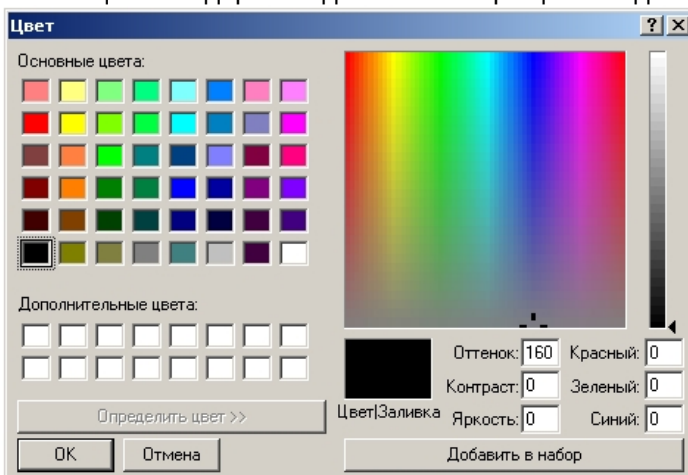 Цвет
Основные цвета:
Дополнительные цвета:
Определить цвет >>
ОК Отмена
Цвет|Заливка
Оттенок: 160 Красный: 0
Контраст: 0 Зеленый: 0
Яркость: 0 Синий: 0
Добавить в набор